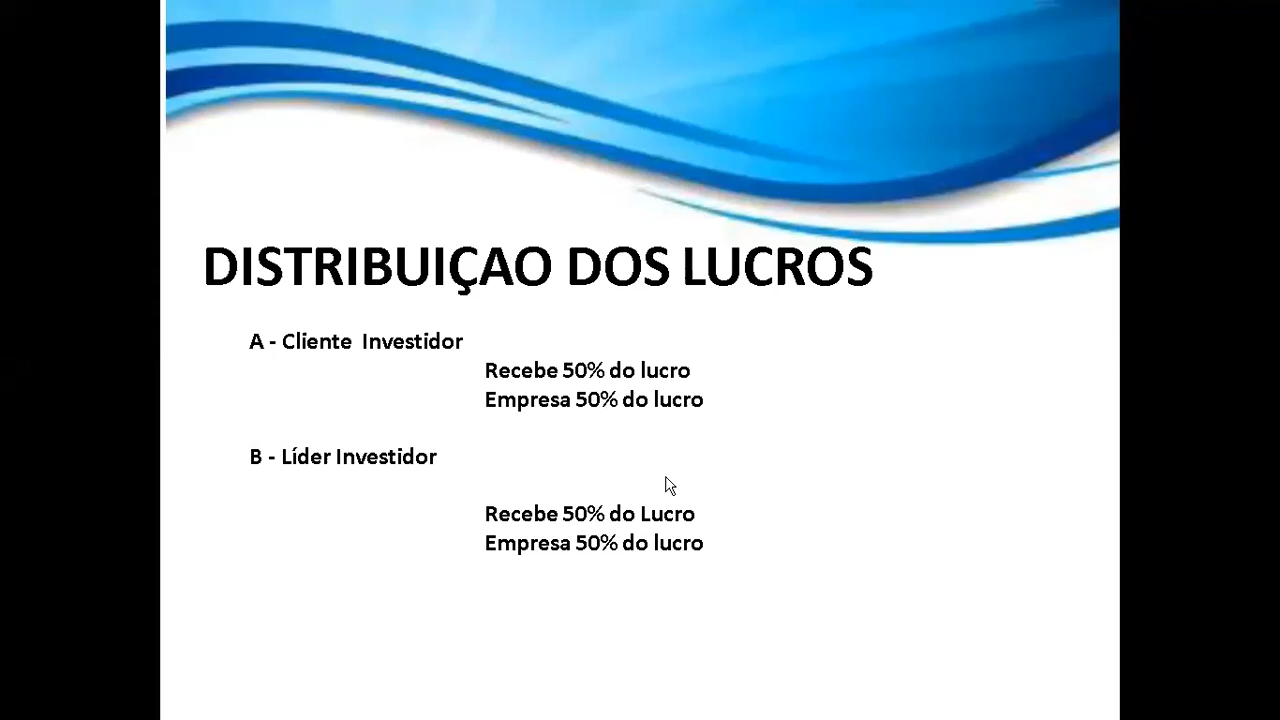 DISTRIBUIÇAO DOS LUCROS
A - Cliente Investidor
Recebe 50% do lucro
Empresa 50% do lucro
B - Líder Investidor
Recebe 50% do Lucro
Empresa 50% do lucro